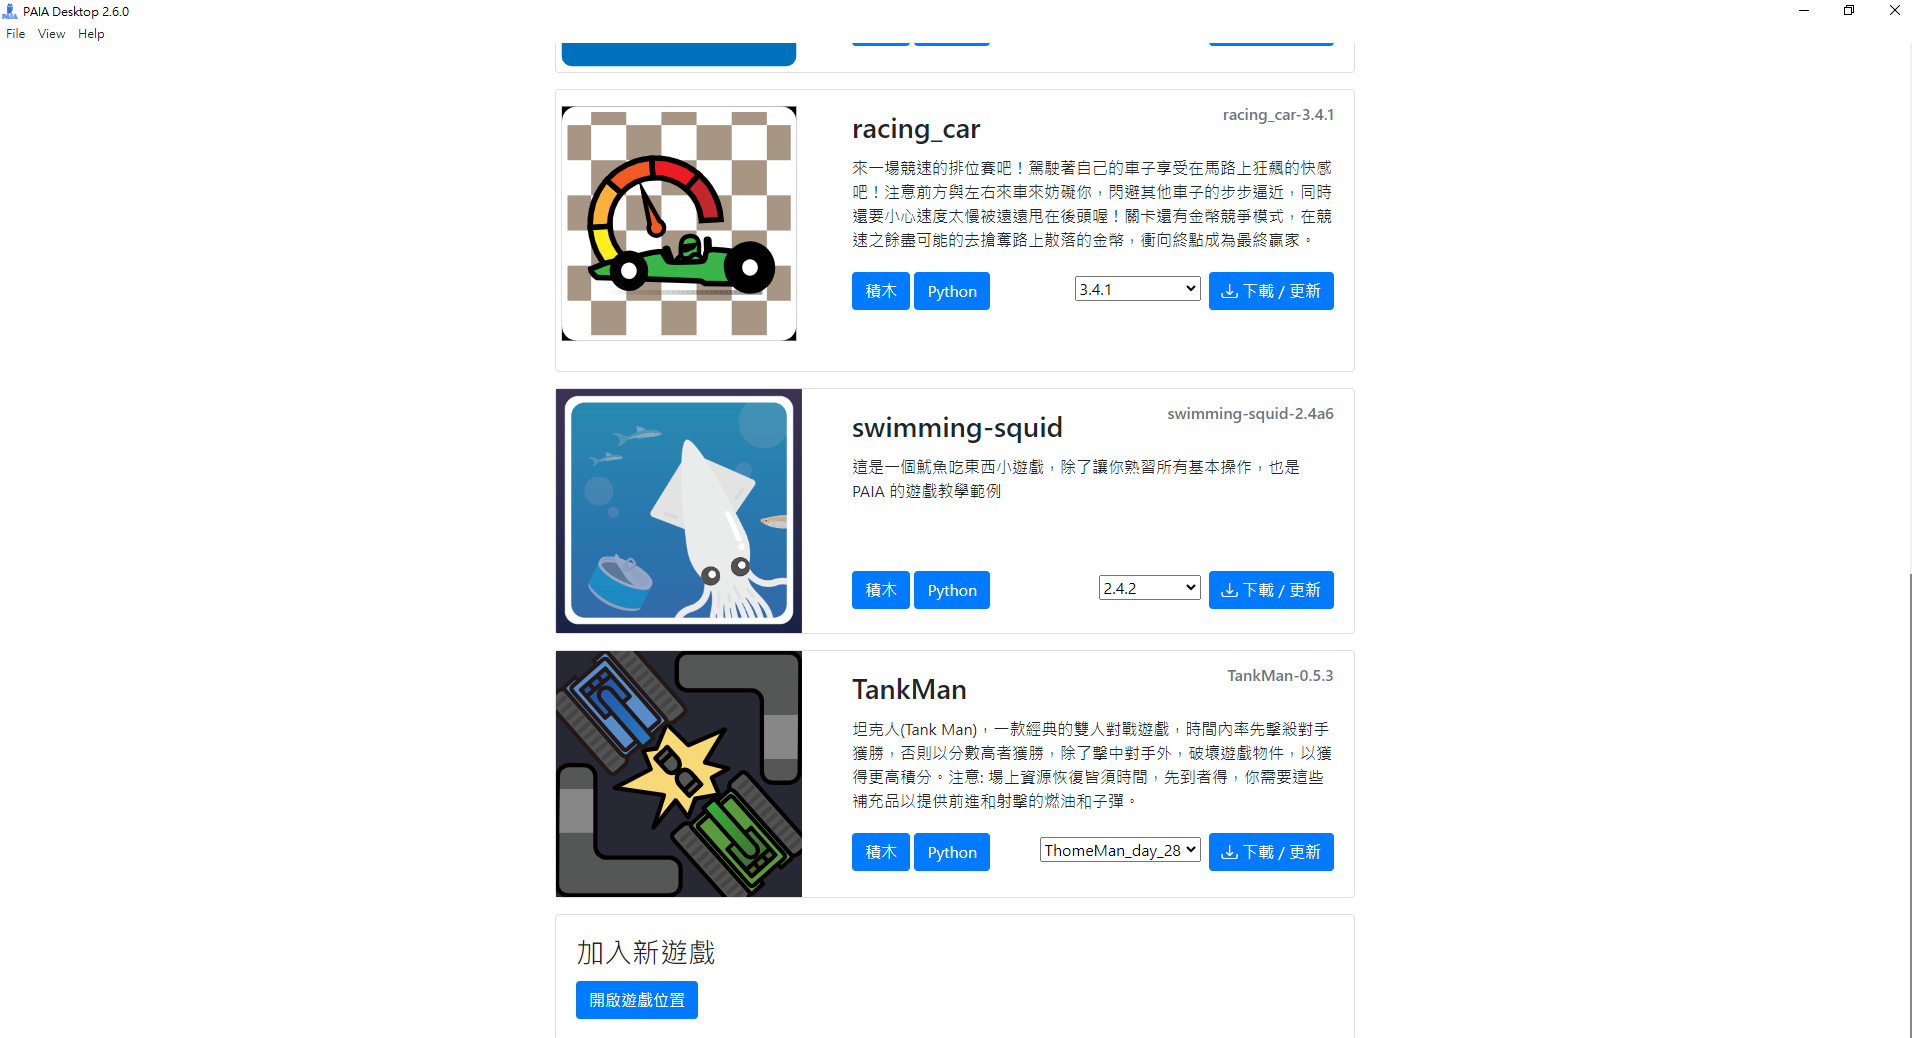 PAIA Desktop 2.6.0
File View Help
racing_car
racing_car-3.4.1
來一場競速的排位賽吧！駕駛著自己的車子享受在馬路上狂飆的快感
吧！注意前方與左右來車來妨礙你，閃避其他車子的步步逼近，同時
還要小心速度太慢被遠遠甩在後頭喔！關卡還有金幣競爭模式，在競
速之餘盡可能的去搶奪路上散落的金幣，衝向終點成為最終贏家。
積木 Python 3.4.1 下載 / 更新
swimming-squid
swimming-squid-2.4a6
這是一個魷魚吃東西小遊戲，除了讓你熟習所有基本操作，也是
PAIA 的遊戲教學範例
積木 Python 2.4.2 下載 / 更新
TankMan
TankMan-0.5.3
坦克人(Tank Man)，一款經典的雙人對戰遊戲，時間內率先擊殺對手
獲勝，否則以分數高者獲勝，除了擊中對手外，破壞遊戲物件，以獲
得更高積分。注意: 場上資源恢復皆須時間，先到者得，你需要這些
補充品以提供前進和射擊的燃油和子彈。
積木 Python ThomeMan_day_28 下載 / 更新
加入新遊戲
開啟遊戲位置